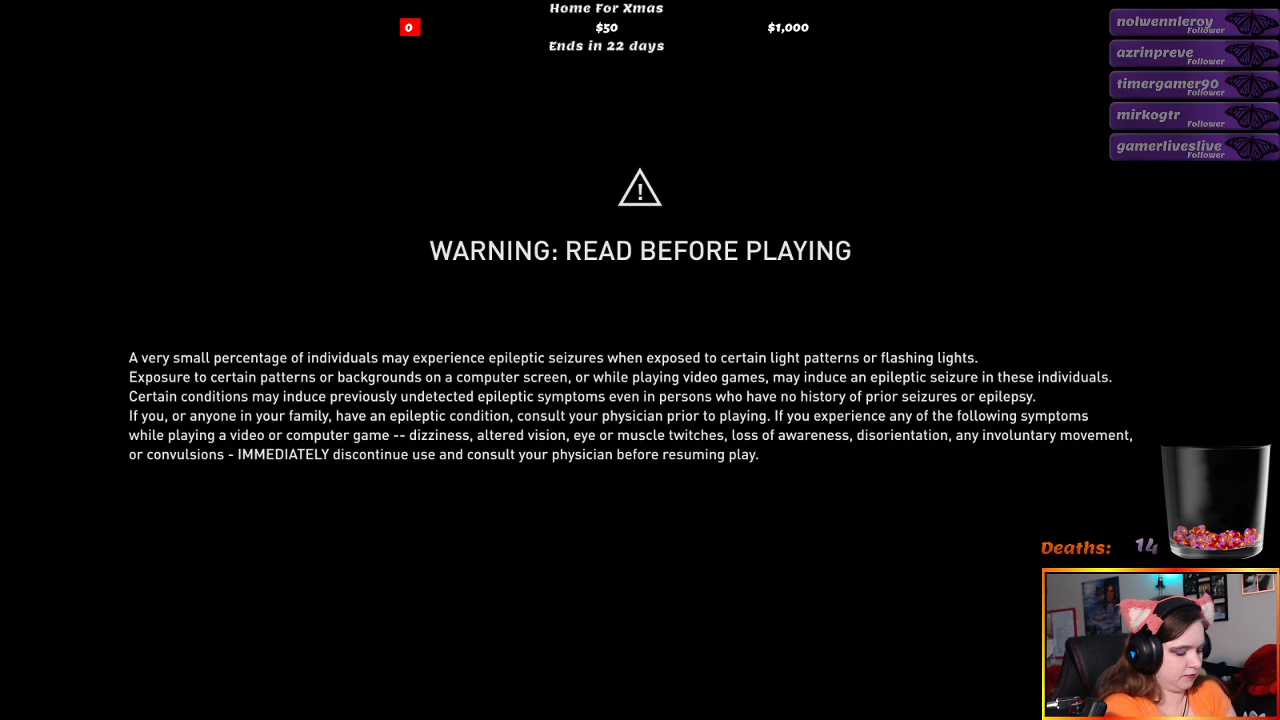 Home For Xmas
0
$50
$1,000
Ends in 22 days
nolwennleroy
Follower
azrinpreve
Follower
timergamer90
Follower
mirkogtr
Follower
gamerliveslive
Follower
WARNING: READ BEFORE PLAYING
A very small percentage of individuals may experience epileptic seizures when exposed to certain light patterns or flashing lights.
Exposure to certain patterns or backgrounds on a computer screen, or while playing video games, may induce an epileptic seizure in these individuals.
Certain conditions may induce previously undetected epileptic symptoms even in persons who have no history of prior seizures or epilepsy.
If you, or anyone in your family, have an epileptic condition, consult your physician prior to playing. If you experience any of the following symptoms
while playing a video or computer game -- dizziness, altered vision, eye or muscle twitches, loss of awareness, disorientation, any involuntary movement,
or convulsions - IMMEDIATELY discontinue use and consult your physician before resuming play.
Deaths: 14